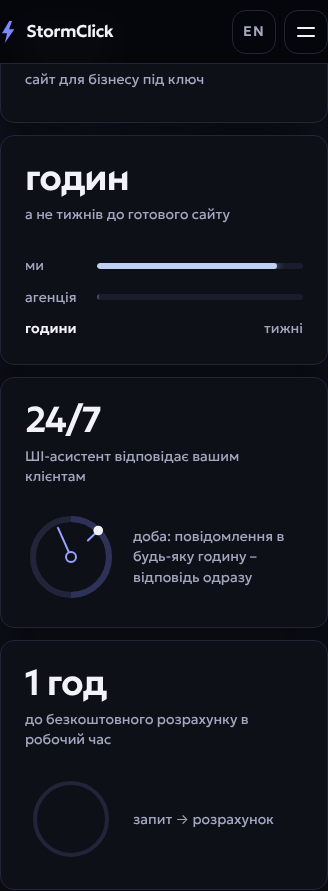 StormClick
EN
сайт для бізнесу під ключ
годин
а не тижнів до готового сайту
ми
агенція
години тижні
24/7
ШІ-асистент відповідає вашим
клієнтам
доба: повідомлення в
будь-яку годину –
відповідь одразу
1 год
до безкоштовного розрахунку в
робочий час
запит → розрахунок